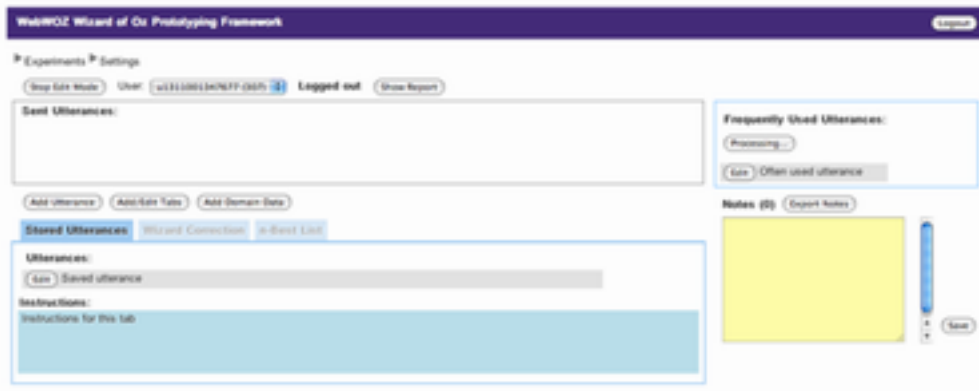 WebWOZ Wizard of Oz Prototyping Framework
Logout
Experiments Settings
Stop Edit Mode User: Logged out Show Report
Sent Utterances:
Frequently Used Utterances:
Processing...
Edit Often used utterance
Add Utterance Add/Edit Tabs Add Domain Data
Notes (0) Export Notes
Stored Utterances Wizard Correction n-Best List
Utterances:
Edit Saved utterance
Instructions:
Instructions for this tab
Save